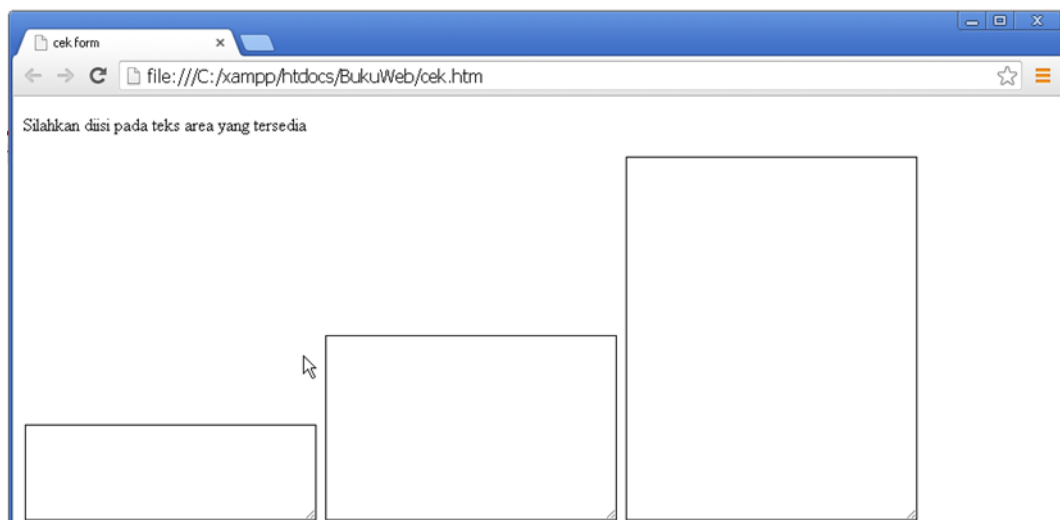 cek form
file:///C:/xampp/htdocs/BukuWeb/cek.htm
Silahkan diisi pada teks area yang tersedia